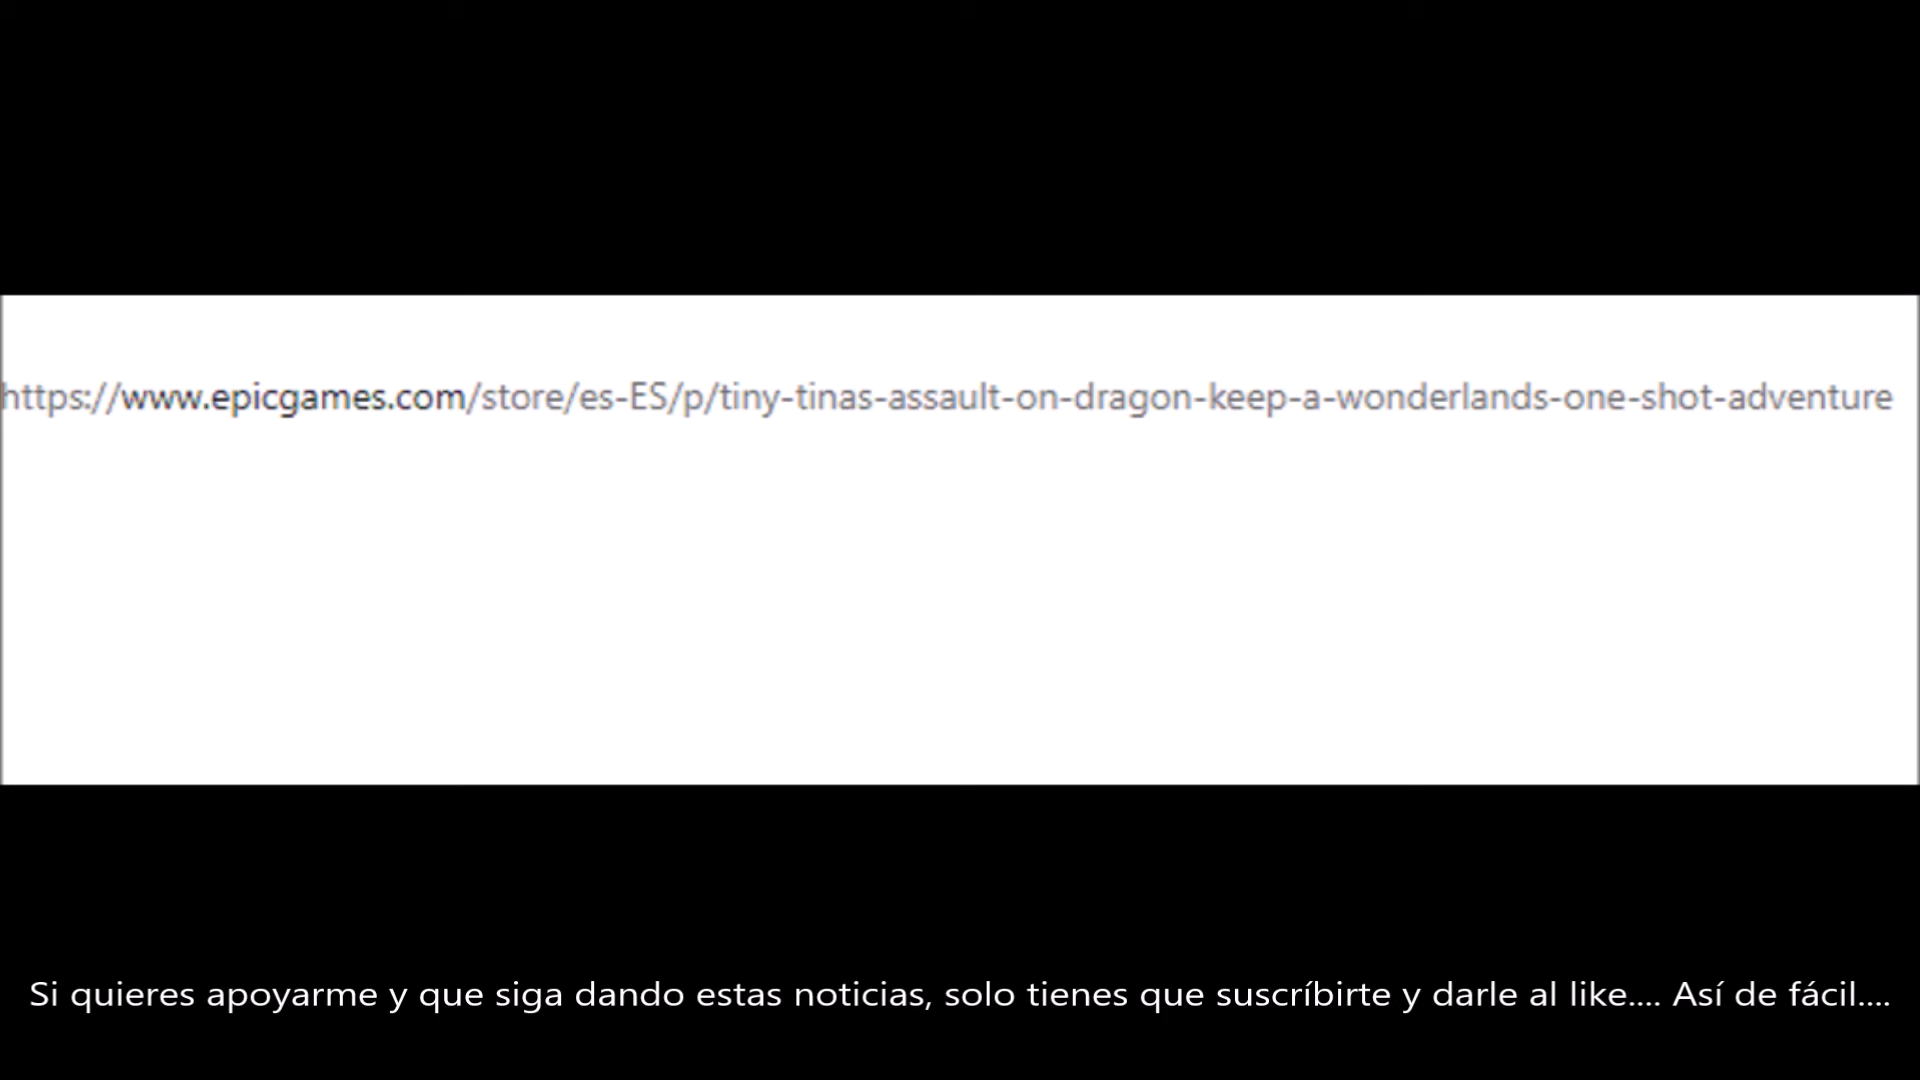 https://www.epicgames.com/store/es-ES/p/tiny-tinas-assault-on-dragon-keep-a-wonderlands-one-shot-adventure
Si quieres apoyarme y que siga dando estas noticias, solo tienes que suscríbirte y darle al like.... Así de fácil....